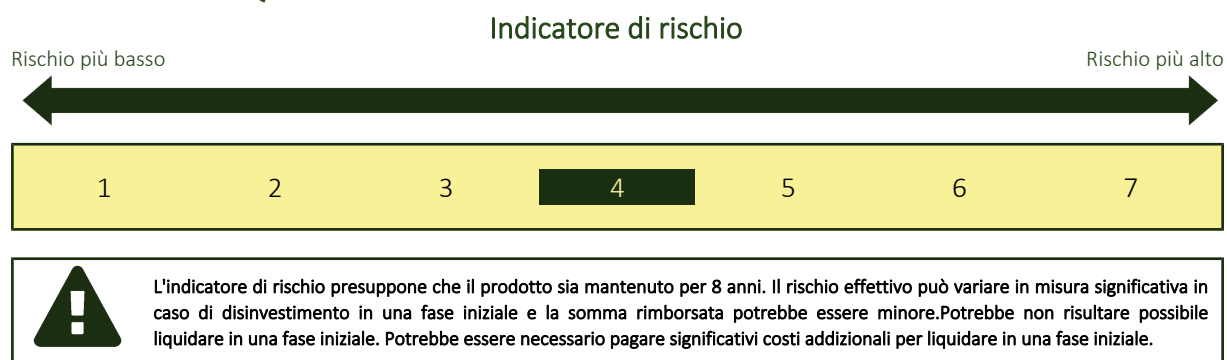 Indicatore di rischio
Rischio più basso
Rischio più alto
1 2 3 4 5 6 7
L'indicatore di rischio presuppone che il prodotto sia mantenuto per 8 anni. Il rischio effettivo può variare in misura significativa in
caso di disinvestimento in una fase iniziale e la somma rimborsata potrebbe essere minore.Potrebbe non risultare possibile
liquidare in una fase iniziale. Potrebbe essere necessario pagare significativi costi addizionali per liquidare in una fase iniziale.